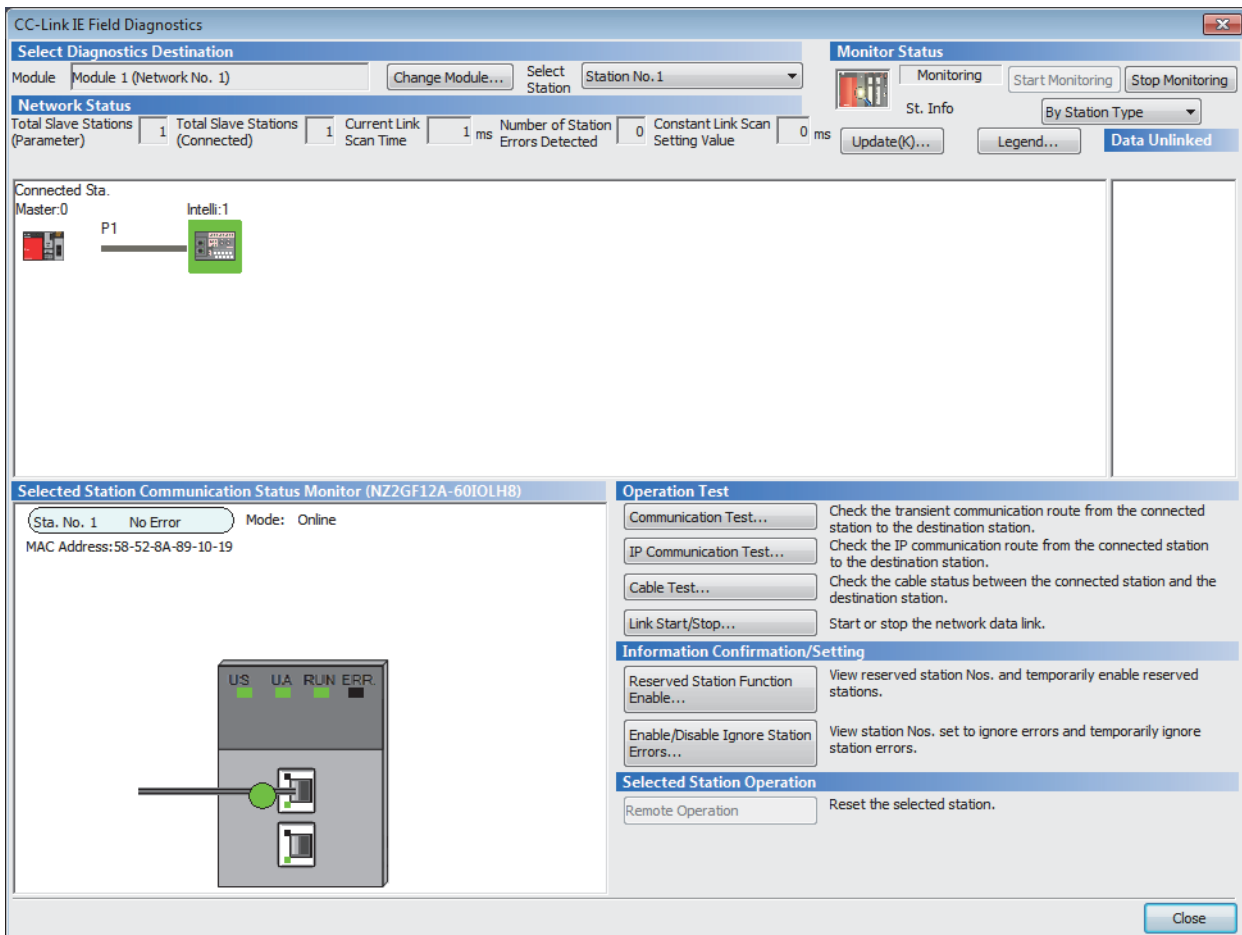 CC-Link IE Field Diagnostics
Select Diagnostics Destination
Module Module 1 (Network No. 1) Change Module... Select Station Station No.1
Monitor Status
Monitoring Start Monitoring Stop Monitoring
St. Info By Station Type
Update(K)... Legend... Data Unlinked
Network Status
Total Slave Stations (Parameter) 1 Total Slave Stations (Connected) 1 Current Link Scan Time 1 ms Number of Station Errors Detected 0 Constant Link Scan Setting Value 0 ms
Connected Sta.
Master:0 Intelli:1
P1
Selected Station Communication Status Monitor (NZ2GF12A-60IOLH8)
Sta. No. 1 No Error Mode: Online
MAC Address:58-52-8A-89-10-19
US UA RUN ERR.
Operation Test
Communication Test... Check the transient communication route from the connected
station to the destination station.
IP Communication Test... Check the IP communication route from the connected station
to the destination station.
Cable Test... Check the cable status between the connected station and the
destination station.
Link Start/Stop... Start or stop the network data link.
Information Confirmation/Setting
Reserved Station Function Enable... View reserved station Nos. and temporarily enable reserved
stations.
Enable/Disable Ignore Station Errors... View station Nos. set to ignore errors and temporarily ignore
station errors.
Selected Station Operation
Remote Operation Reset the selected station.
Close